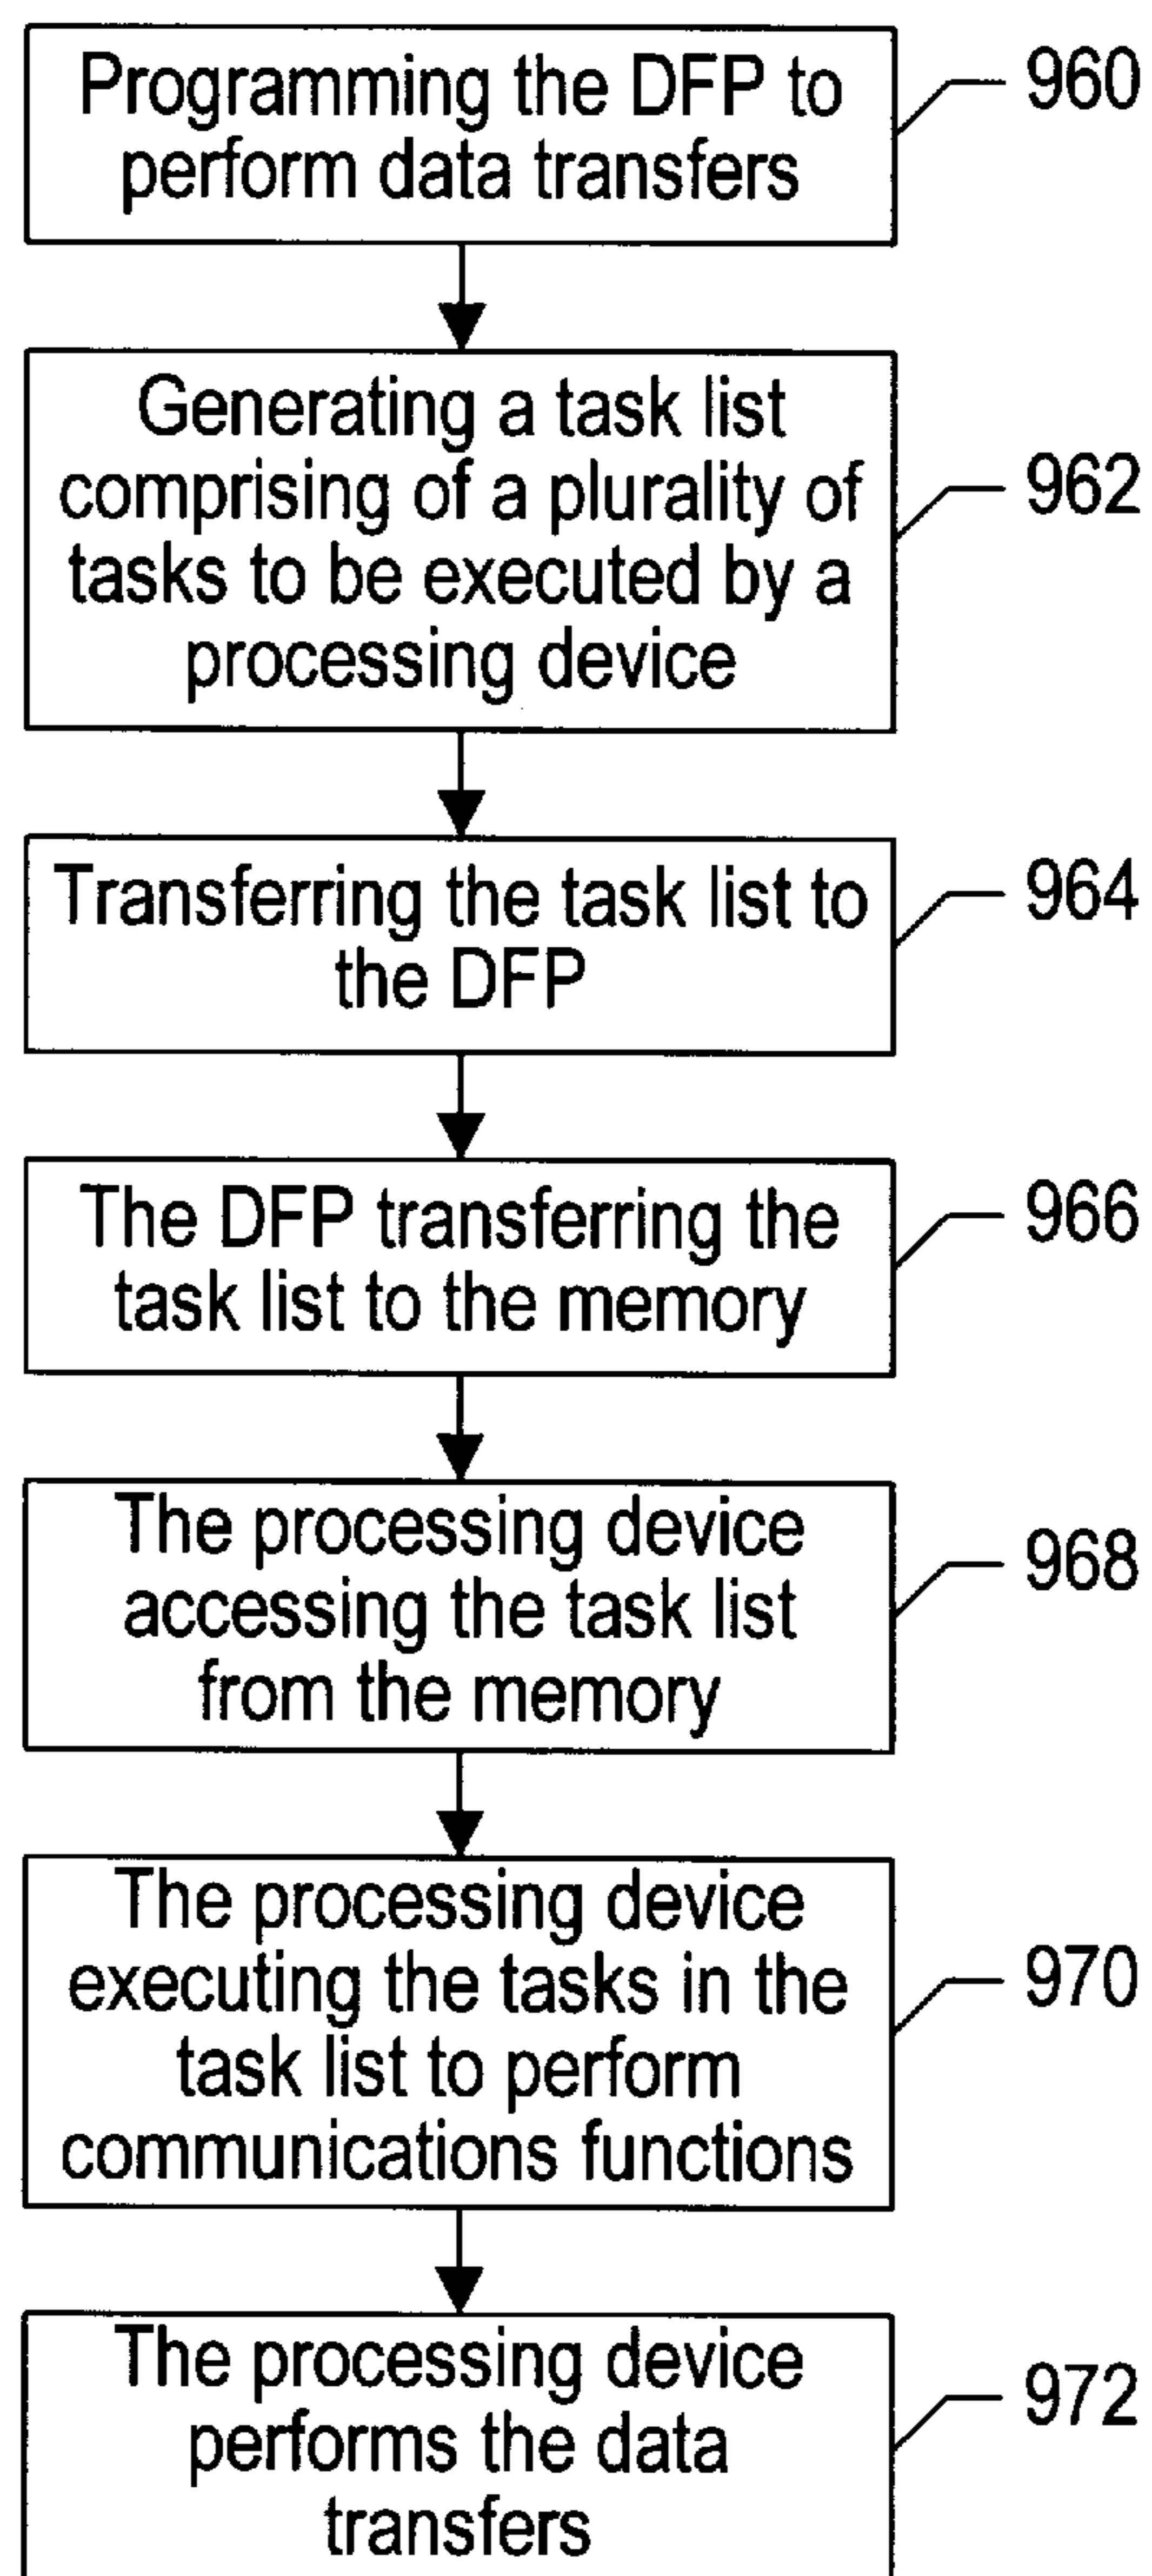 Programming the DFP to
perform data transfers
960
Generating a task list
comprising of a plurality of
tasks to be executed by a
processing device
962
Transferring the task list to
the DFP
964
The DFP transferring the
task list to the memory
966
The processing device
accessing the task list
from the memory
968
The processing device
executing the tasks in the
task list to perform
communications functions
970
The processing device
performs the data
transfers
972